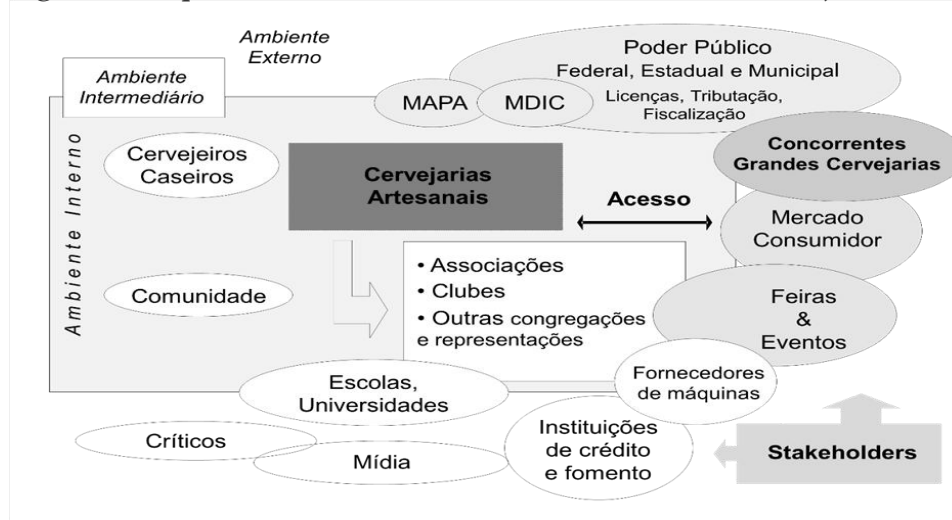 Ambiente
Externo
Ambiente
Intermediário
Ambiente Interno
Poder Público
Federal, Estadual e Municipal
Licenças, Tributação,
Fiscalização
MAPA
MDIC
Concorrentes
Grandes Cervejarias
Cervejeiros
Caseiros
Cervejarias
Artesanais
Acesso
Mercado
Consumidor
Comunidade
• Associações
• Clubes
• Outras congregações
e representações
Feiras
&
Eventos
Fornecedores
de máquinas
Escolas,
Universidades
Críticos
Mídia
Instituições
de crédito
e fomento
Stakeholders